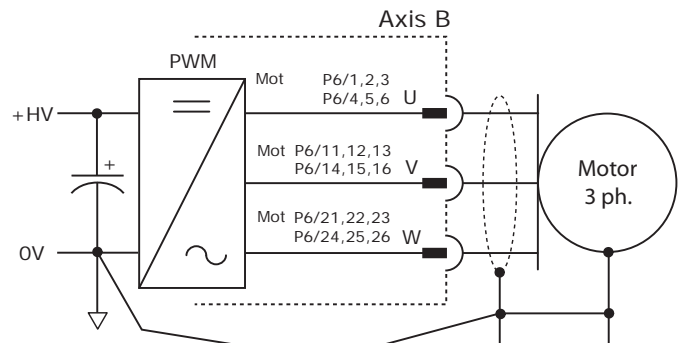 Axis B
PWM
Mot P6/1,2,3
P6/4,5,6 U
+HV
+
Mot P6/11,12,13
P6/14,15,16 V
Motor
3 ph.
Mot P6/21,22,23
P6/24,25,26 W
0V